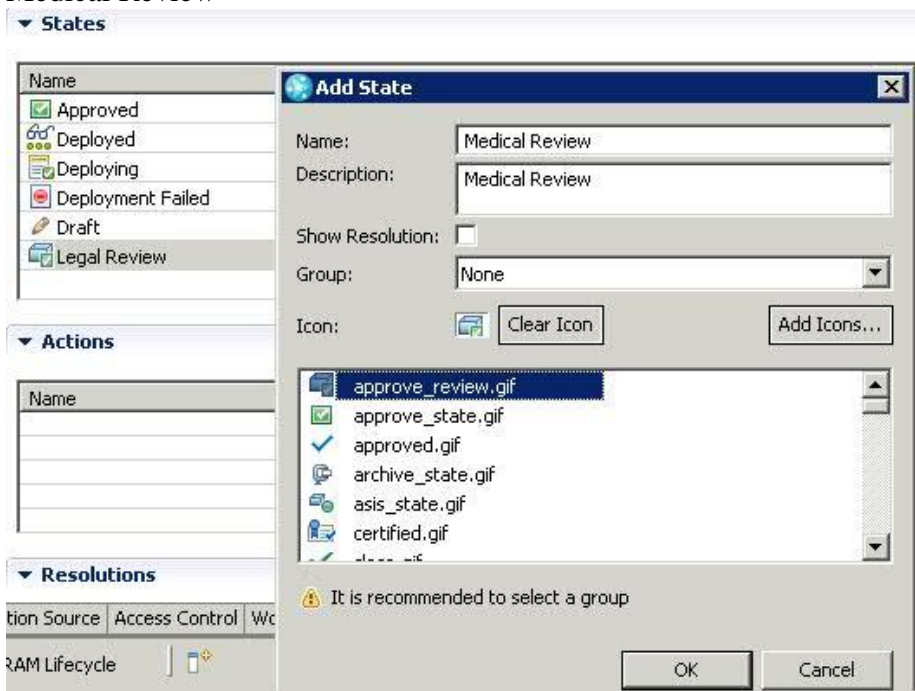 Medical Review
States
Name
Approved
Deployed
Deploying
Deployment Failed
Draft
Legal Review
Actions
Name
Resolutions
tion Source
Access Control
RAM Lifecycle
Add State
Name:
Medical Review
Description:
Medical Review
Show Resolution:
Group:
None
Icon:
Clear Icon
Add Icons...
approve_review.gif
approve_state.gif
approved.gif
archive_state.gif
asis_state.gif
certified.gif
It is recommended to select a group
OK
Cancel